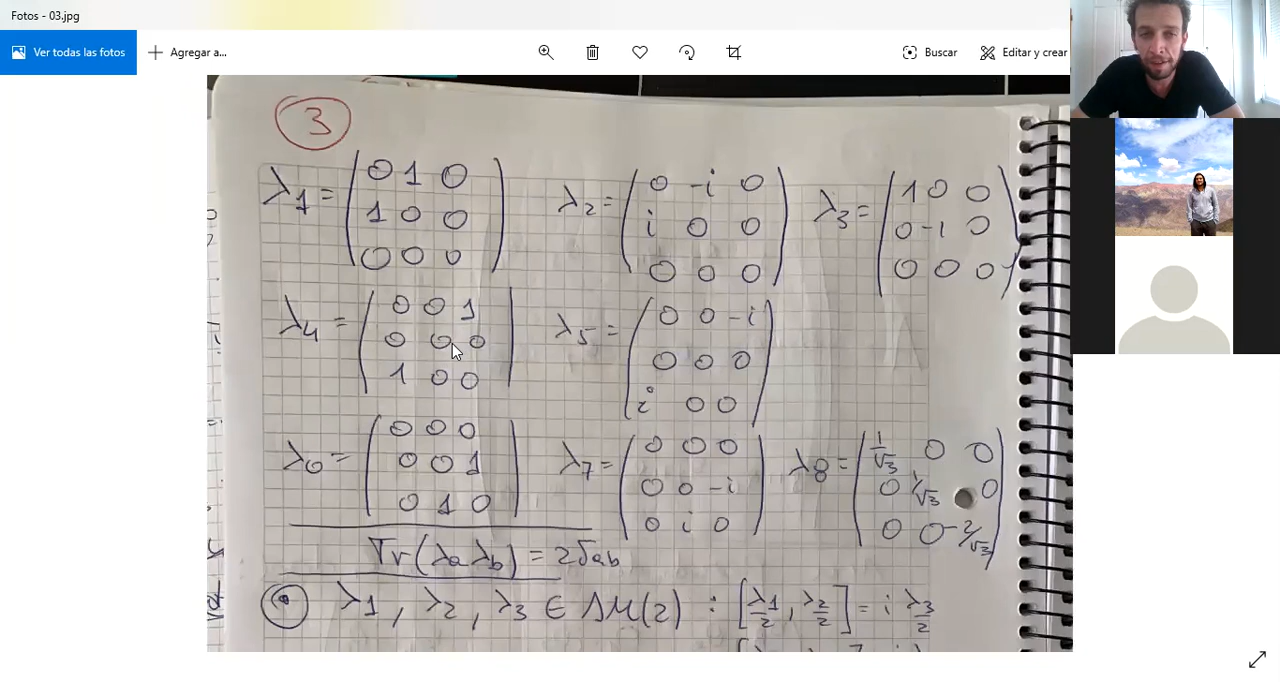 Fotos - 03.jpg
Ver todas las fotos + Agregar a... Buscar Editar y crear
3
λ1 = (0 1 0 / 1 0 0 / 0 0 0) λ2 = (0 -i 0 / i 0 0 / 0 0 0) λ3 = (1 0 0 / 0 -1 0 / 0 0 0)
λ4 = (0 0 1 / 0 0 0 / 1 0 0) λ5 = (0 0 -i / 0 0 0 / i 0 0)
λ6 = (0 0 0 / 0 0 1 / 0 1 0) λ7 = (0 0 0 / 0 0 -i / 0 i 0) λ8 = (1/√3 0 0 / 0 1/√3 0 / 0 0 -2/√3)
Tr(λa λb) = 2δab
λ1, λ2, λ3 ∈ su(2) : [λ1/2, λ2/2] = i λ3/2